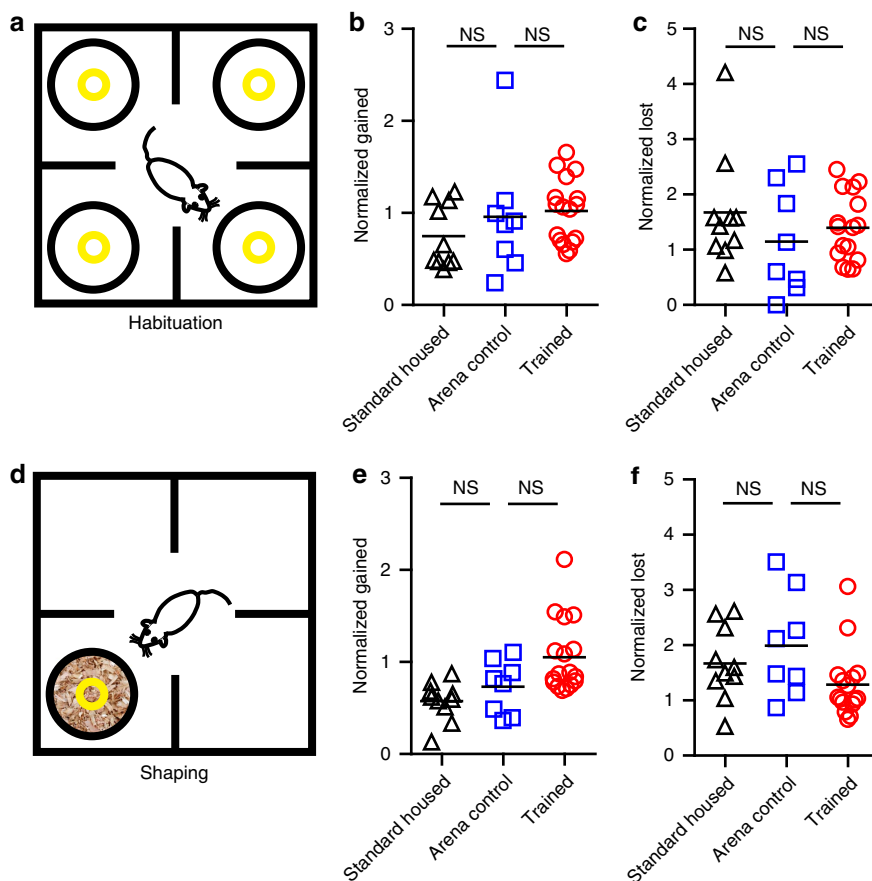 a
Habituation
b
NS NS
Normalized gained
3
2
1
0
Standard housed
Arena control
Trained
c
NS NS
Normalized lost
5
4
3
2
1
0
Standard housed
Arena control
Trained
d
Shaping
e
NS NS
Normalized gained
3
2
1
0
Standard housed
Arena control
Trained
f
NS NS
Normalized lost
5
4
3
2
1
0
Standard housed
Arena control
Trained